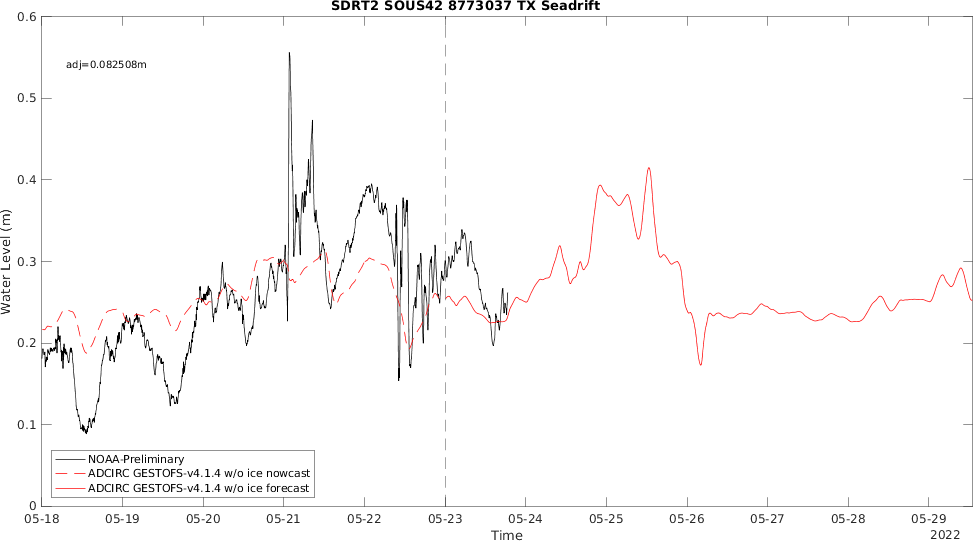 SDRT2 SOUS42 8773037 TX Seadrift
adj=0.082508m
Water Level (m)
0.6
0.5
0.4
0.3
0.2
0.1
0
NOAA-Preliminary
ADCIRC GESTOFS-v4.1.4 w/o ice nowcast
ADCIRC GESTOFS-v4.1.4 w/o ice forecast
05-18 05-19 05-20 05-21 05-22 05-23 05-24 05-25 05-26 05-27 05-28 05-29
Time
2022